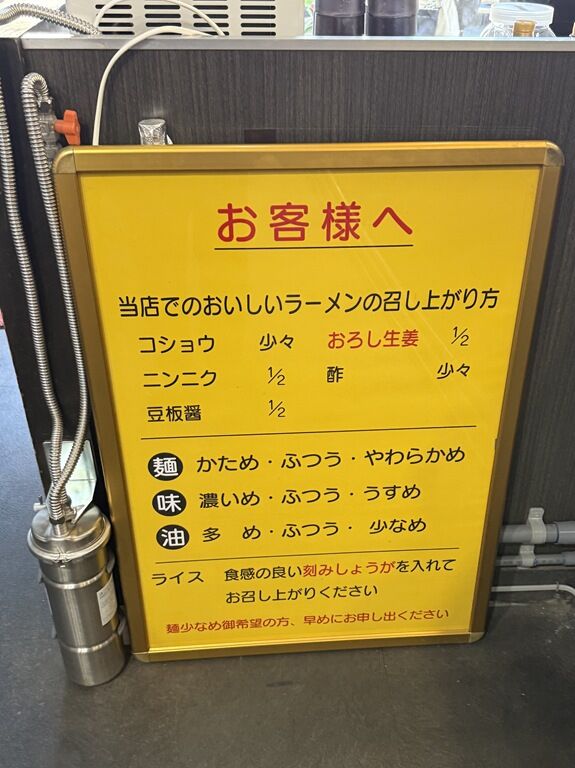 お客様へ
当店でのおいしいラーメンの召し上がり方
コショウ 少々 おろし生姜 1/2
ニンニク 1/2 酢 少々
豆板醤 1/2
麺 かため・ふつう・やわらかめ
味 濃いめ・ふつう・うすめ
油 多め・ふつう・少なめ
ライス 食感の良い刻みしょうがを入れて
お召し上がりください
麺少なめ御希望の方、早めにお申し出ください